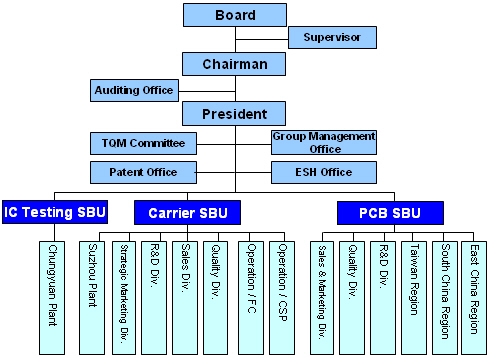 Board
Supervisor
Chairman
Auditing Office
President
TQM Committee
Group Management
Office
Patent Office
ESH Office
IC Testing SBU
Carrier SBU
PCB SBU
Chungyuan Plant
Suzhou Plant
Strategic Marketing Div.
R&D Div.
Sales Div.
Quality Div.
Operation / FC
Operation / CSP
Sales & Marketing Div.
Quality Div.
R&D Div.
Taiwan Region
South China Region
East China Region